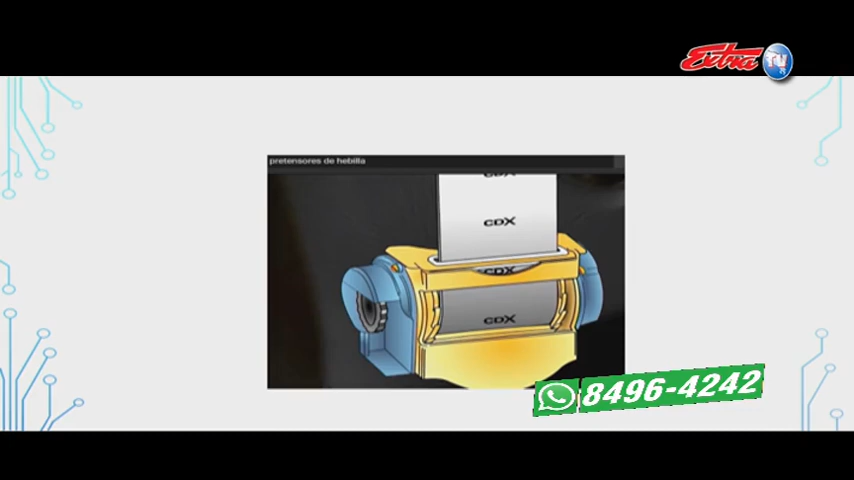 Extra TV
pretensores de hebilla
CDX
CDX
CDX
CDX
8496-4242